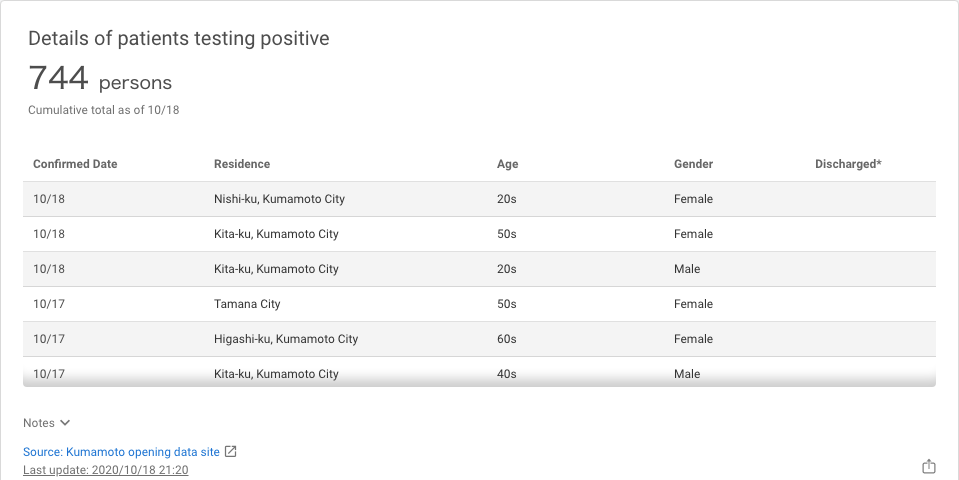 Details of patients testing positive
744 persons
Cumulative total as of 10/18
Confirmed Date Residence Age Gender Discharged*
10/18 Nishi-ku, Kumamoto City 20s Female
10/18 Kita-ku, Kumamoto City 50s Female
10/18 Kita-ku, Kumamoto City 20s Male
10/17 Tamana City 50s Female
10/17 Higashi-ku, Kumamoto City 60s Female
10/17 Kita-ku, Kumamoto City 40s Male
Notes
Source: Kumamoto opening data site
Last update: 2020/10/18 21:20